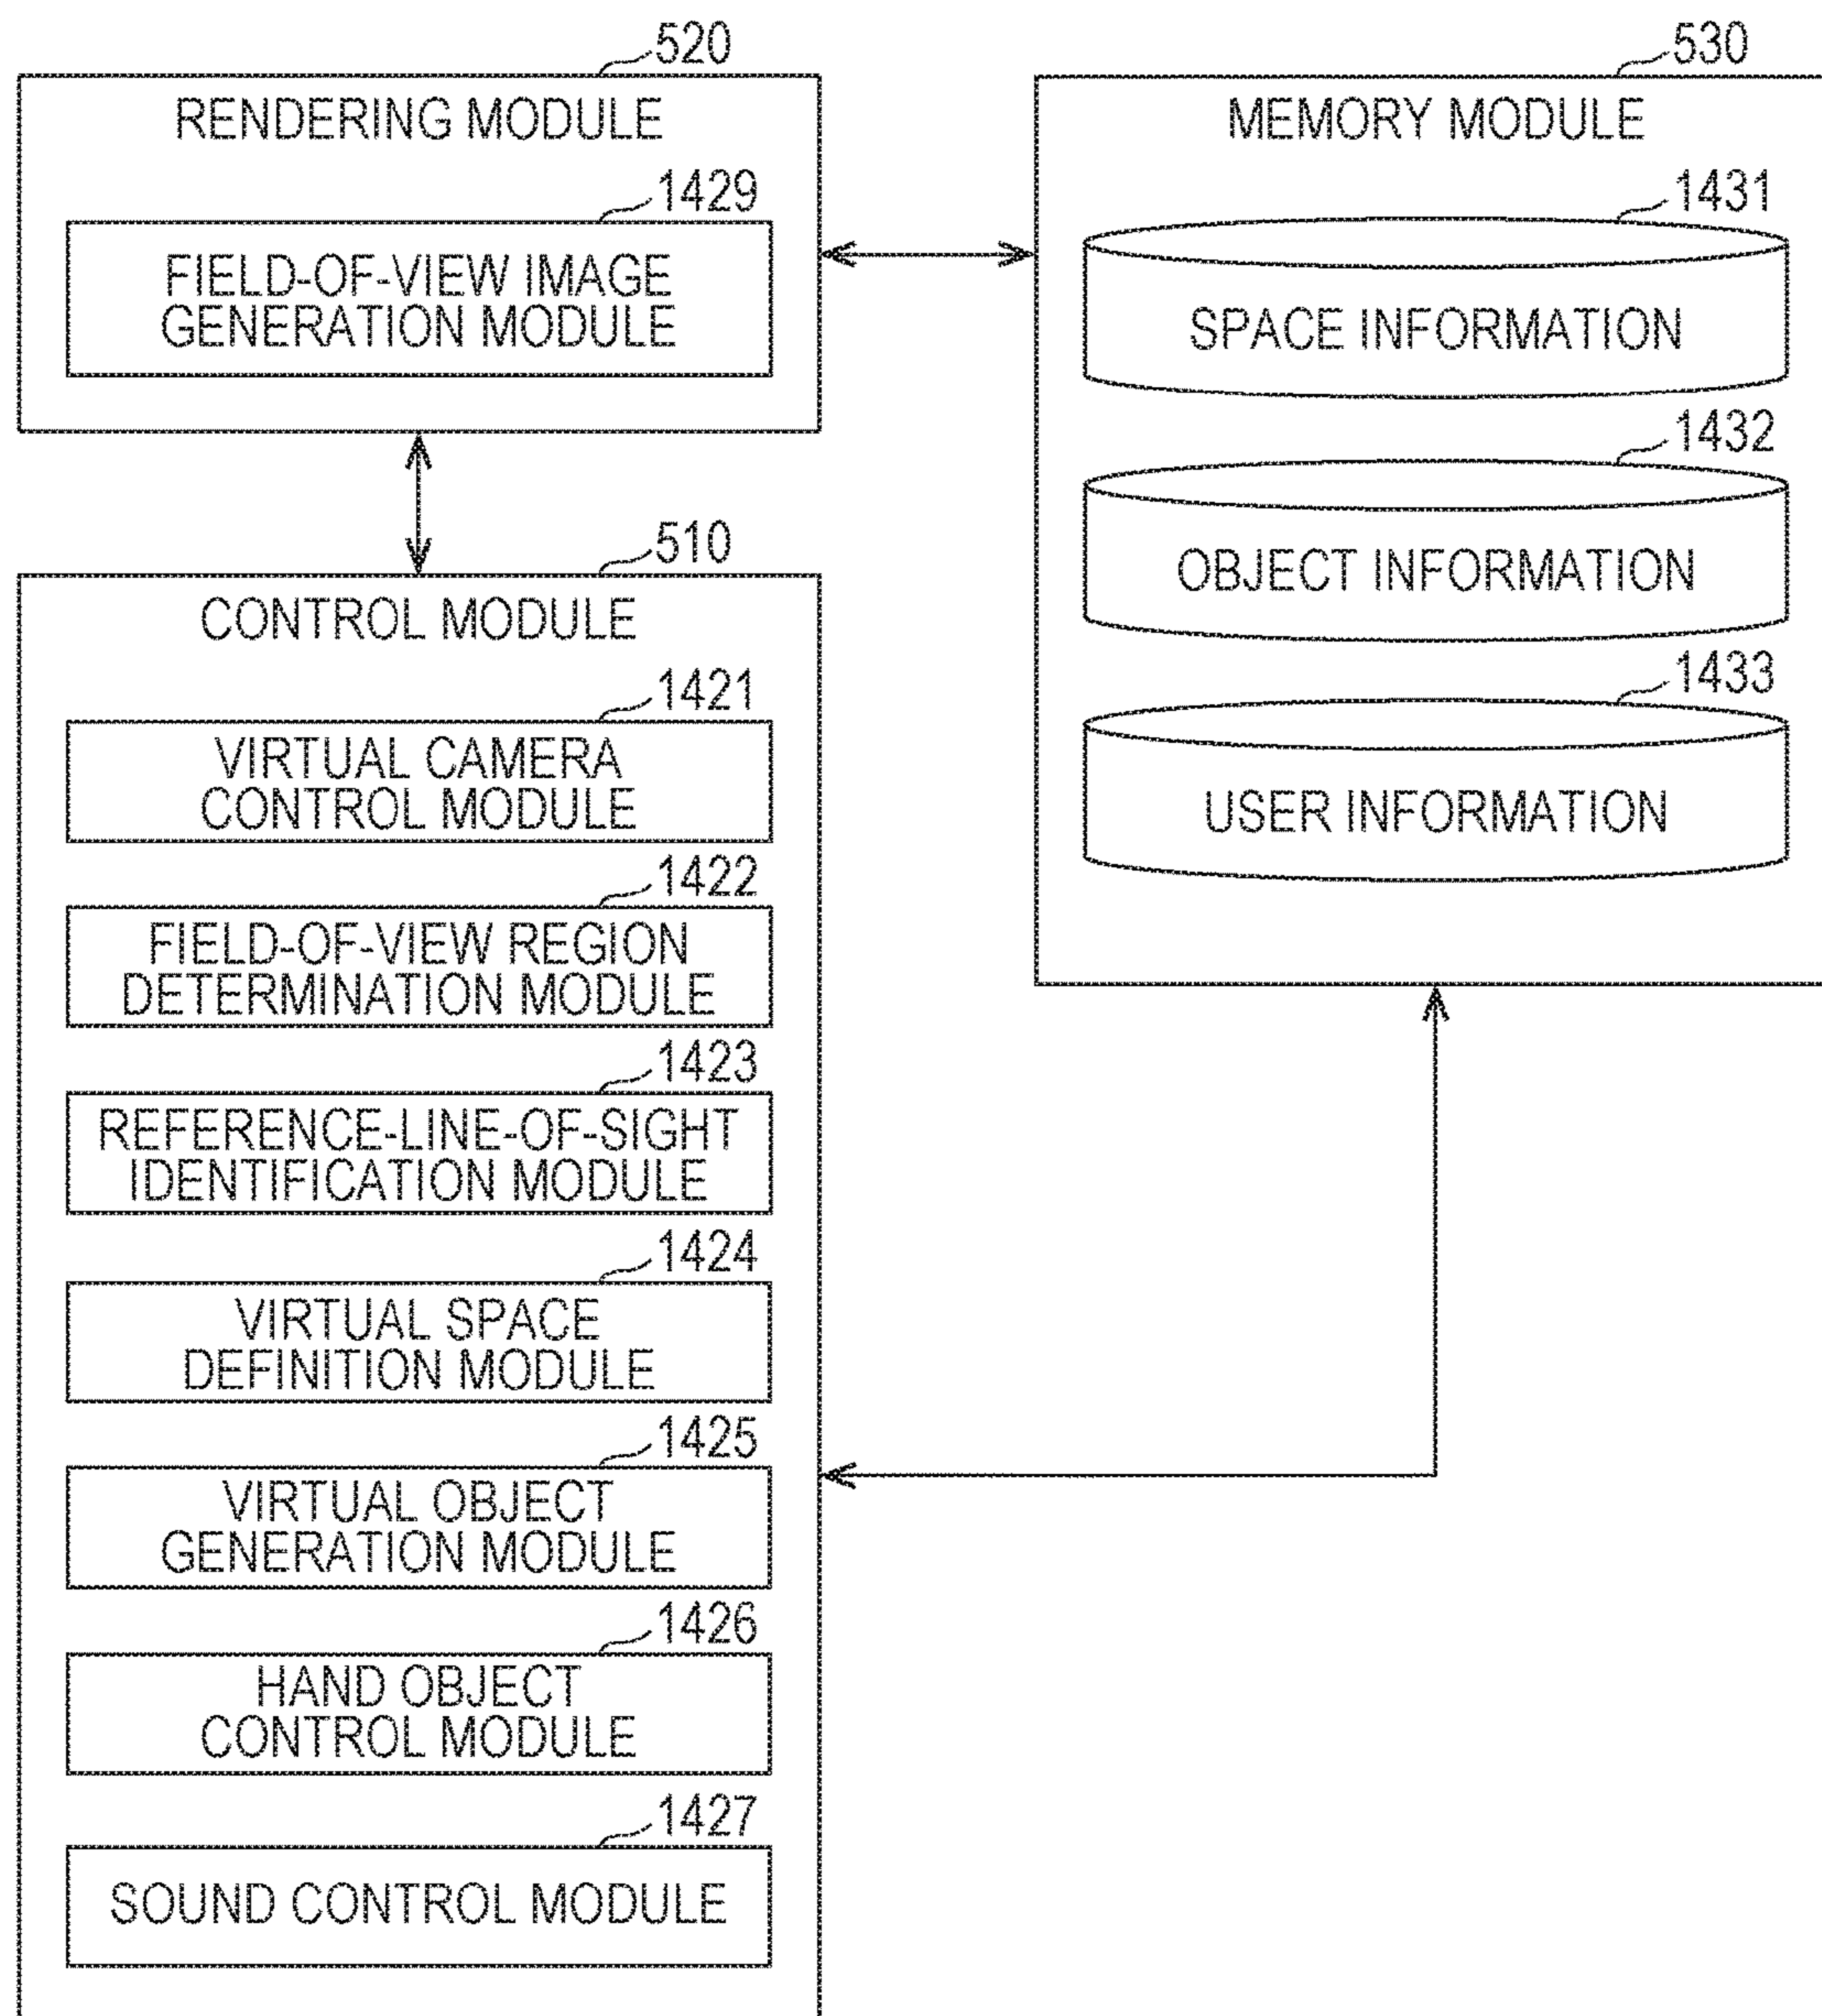 520
RENDERING MODULE
1429
FIELD-OF-VIEW IMAGE
GENERATION MODULE
510
CONTROL MODULE
1421
VIRTUAL CAMERA
CONTROL MODULE
1422
FIELD-OF-VIEW REGION
DETERMINATION MODULE
1423
REFERENCE-LINE-OF-SIGHT
IDENTIFICATION MODULE
1424
VIRTUAL SPACE
DEFINITION MODULE
1425
VIRTUAL OBJECT
GENERATION MODULE
1426
HAND OBJECT
CONTROL MODULE
1427
SOUND CONTROL MODULE
530
MEMORY MODULE
1431
SPACE INFORMATION
1432
OBJECT INFORMATION
1433
USER INFORMATION